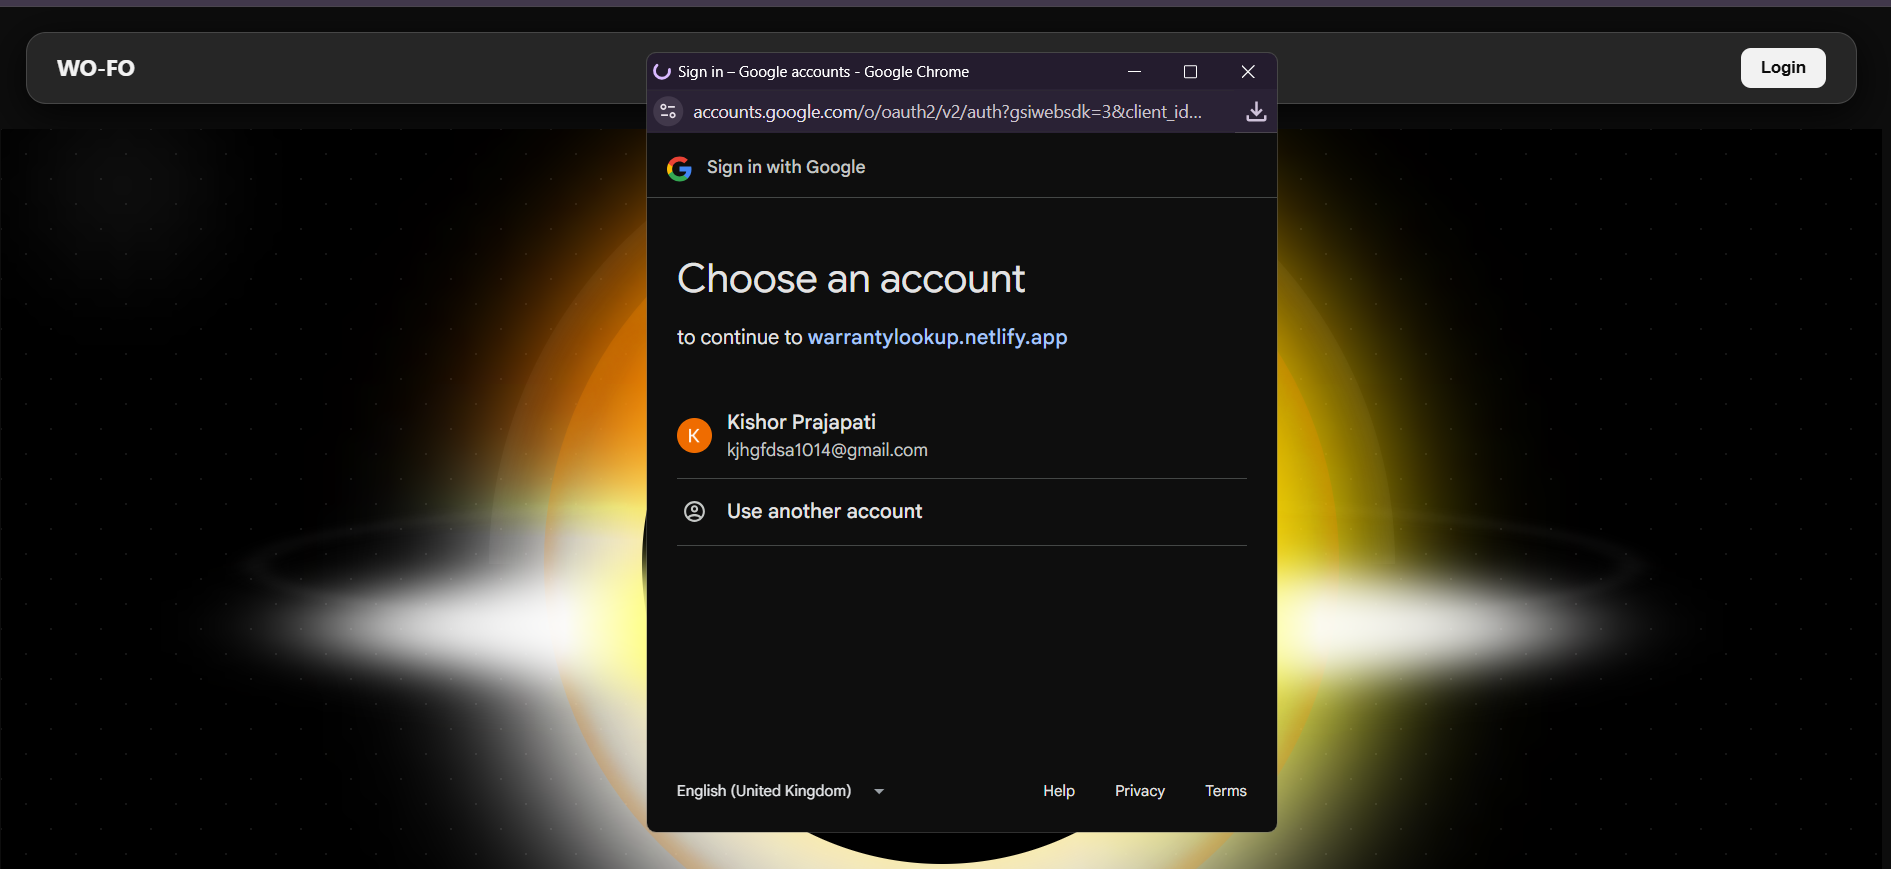 WO-FO
Login
Sign in – Google accounts - Google Chrome
accounts.google.com/o/oauth2/v2/auth?gsiwebsdk=3&client_id...
Sign in with Google
Choose an account
to continue to warrantylookup.netlify.app
K
Kishor Prajapati
kjhgfdsa1014@gmail.com
Use another account
English (United Kingdom)
Help
Privacy
Terms